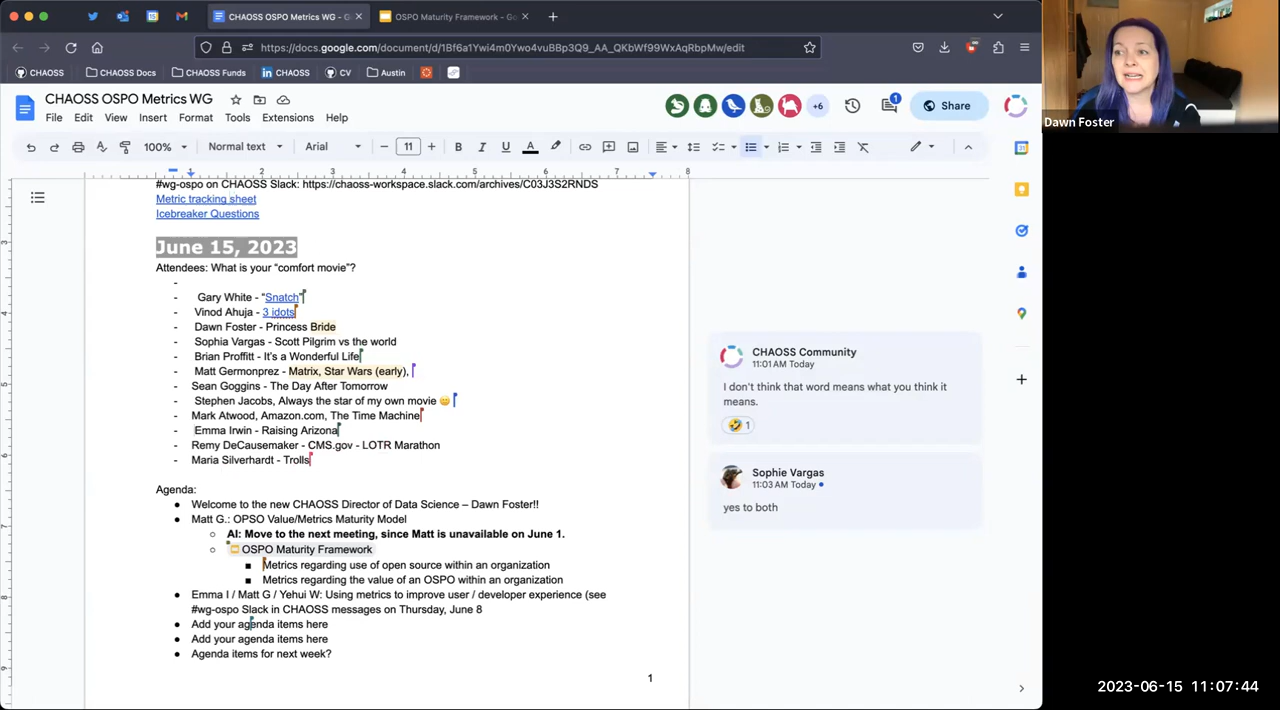 CHAOSS OSPO Metrics WG - G
OSPO Maturity Framework - Go
https://docs.google.com/document/d/1Bf6a1Ywi4m0Ywo4vuBBp3Q9_AA_QKbWf99WxAqRbpMw/edit
CHAOSS
CHAOSS Docs
CHAOSS Funds
CHAOSS
CV
Austin
CHAOSS OSPO Metrics WG
File Edit View Insert Format Tools Extensions Help
+6
1
Share
100%
Normal text
Arial
11
B I U A
1 2 3 4 5 6 7 8
#wg-ospo on CHAOSS Slack: https://chaoss-workspace.slack.com/archives/C03J3S2RNDS
Metric tracking sheet
Icebreaker Questions
June 15, 2023
Attendees: What is your “comfort movie”?
-
- Gary White - “Snatch”
- Vinod Ahuja - 3 idots
- Dawn Foster - Princess Bride
- Sophia Vargas - Scott Pilgrim vs the world
- Brian Proffitt - It’s a Wonderful Life
- Matt Germonprez - Matrix, Star Wars (early),
- Sean Goggins - The Day After Tomorrow
- Stephen Jacobs, Always the star of my own movie 🙂
- Mark Atwood, Amazon.com, The Time Machine
- Emma Irwin - Raising Arizona
- Remy DeCausemaker - CMS.gov - LOTR Marathon
- Maria Silverhardt - Trolls
Agenda:
● Welcome to the new CHAOSS Director of Data Science – Dawn Foster!!
● Matt G.: OPSO Value/Metrics Maturity Model
○ AI: Move to the next meeting, since Matt is unavailable on June 1.
○ OSPO Maturity Framework
■ Metrics regarding use of open source within an organization
■ Metrics regarding the value of an OSPO within an organization
● Emma I / Matt G / Yehui W: Using metrics to improve user / developer experience (see
#wg-ospo Slack in CHAOSS messages on Thursday, June 8
● Add your agenda items here
● Add your agenda items here
● Agenda items for next week?
1
CHAOSS Community
11:01 AM Today
I don't think that word means what you think it
means.
🤣 1
Sophie Vargas
11:03 AM Today
yes to both
Dawn Foster
2023-06-15 11:07:44